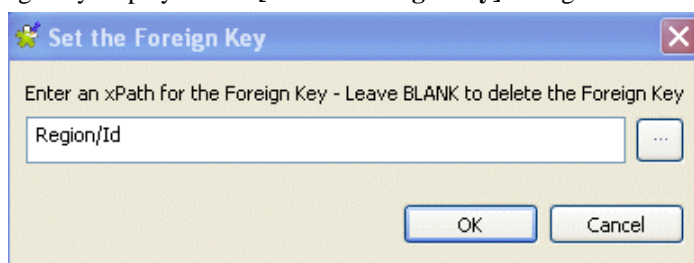 Set the Foreign Key
Enter an xPath for the Foreign Key - Leave BLANK to delete the Foreign Key
Region/Id
...
OK
Cancel